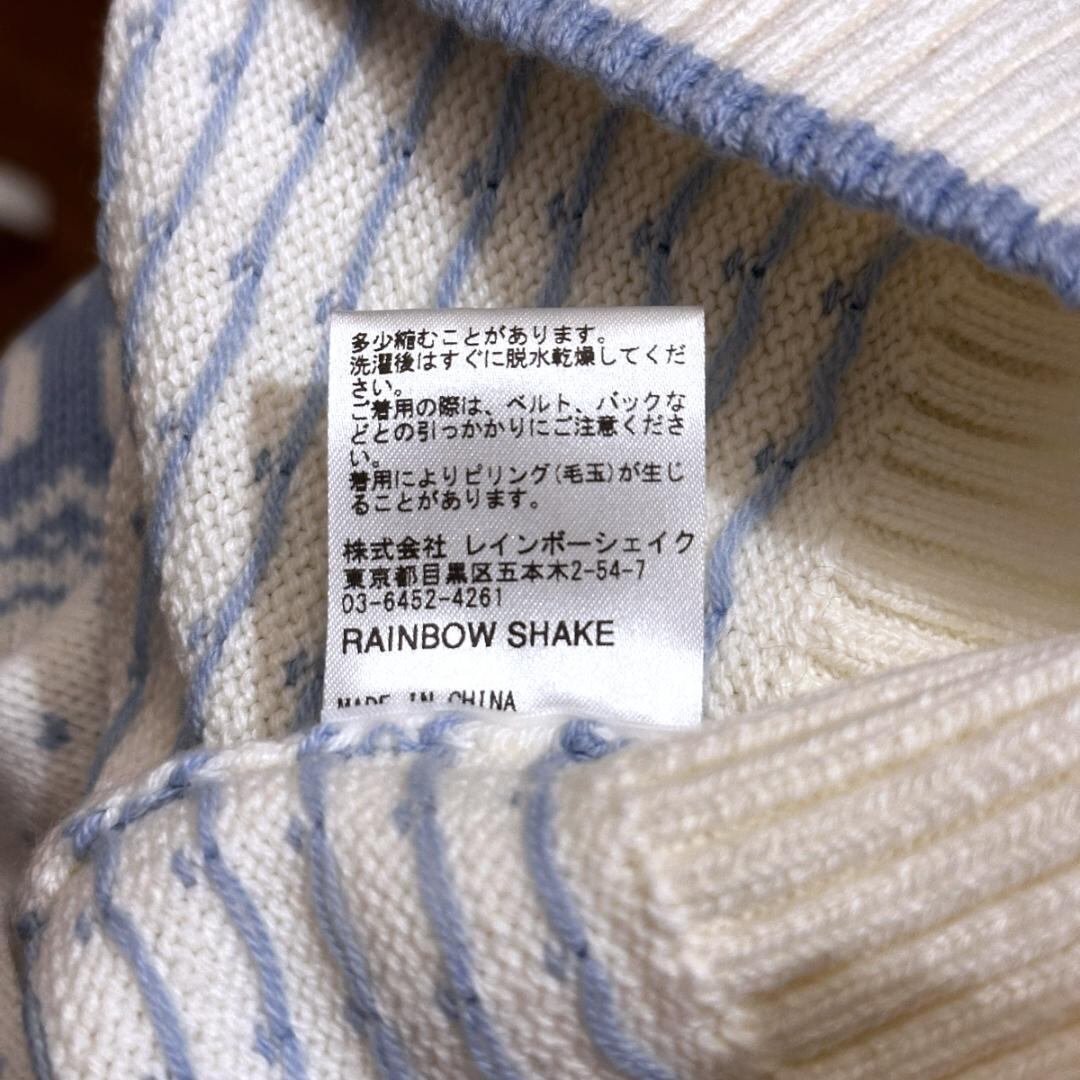 多少縮むことがあります。
洗濯後はすぐに脱水乾燥してくだ
さい。
ご着用の際は、ベルト、バックな
どとの引っかかりにご注意くださ
い。
着用によりピリング(毛玉)が生じ
ることがあります。
株式会社 レインボーシェイク
東京都目黒区五本木2-54-7
03-6452-4261
RAINBOW SHAKE
MADE IN CHINA